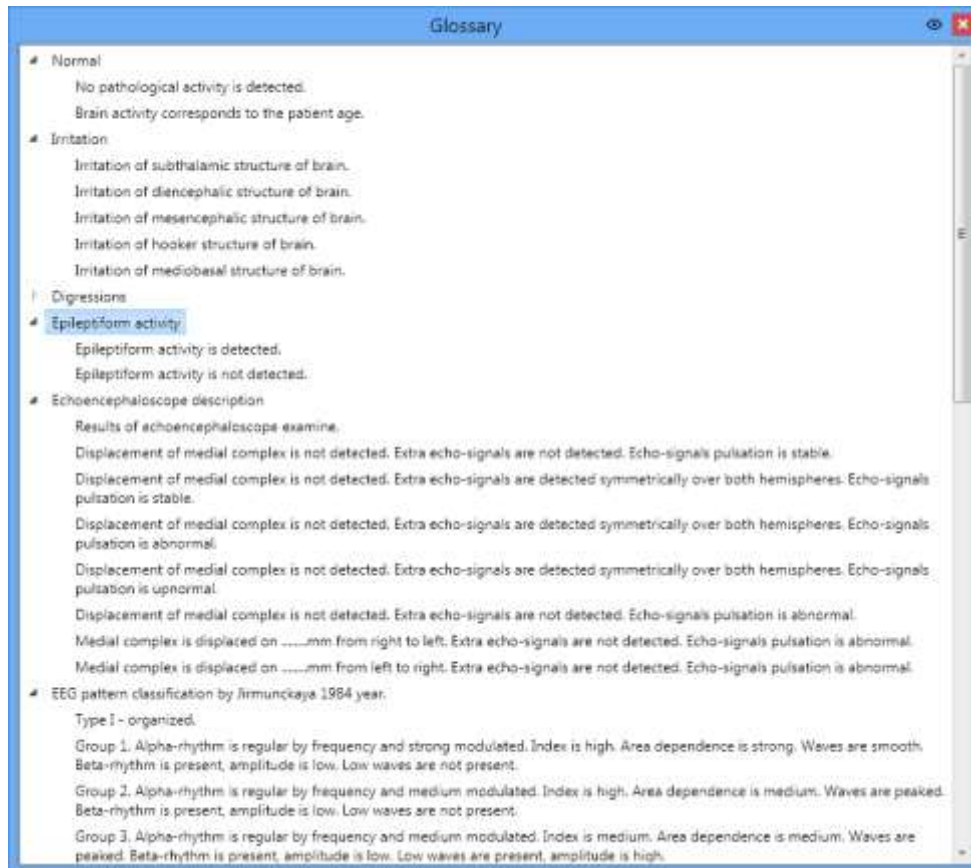 Glossary
Normal
No pathological activity is detected.
Brain activity corresponds to the patient age.
Irritation
Irritation of subthalamic structure of brain.
Irritation of diencephalic structure of brain.
Irritation of mesencephalic structure of brain.
Irritation of hooker structure of brain.
Irritation of mediobasal structure of brain.
Digressions
Epileptiform activity
Epileptiform activity is detected.
Epileptiform activity is not detected.
Echoencephaloscope description
Results of echoencephaloscope examine.
Displacement of medial complex is not detected. Extra echo-signals are not detected. Echo-signals pulsation is stable.
Displacement of medial complex is not detected. Extra echo-signals are detected symmetrically over both hemispheres. Echo-signals
pulsation is stable.
Displacement of medial complex is not detected. Extra echo-signals are detected symmetrically over both hemispheres. Echo-signals
pulsation is abnormal.
Displacement of medial complex is not detected. Extra echo-signals are detected symmetrically over both hemispheres. Echo-signals
pulsation is upnormal.
Displacement of medial complex is not detected. Extra echo-signals are not detected. Echo-signals pulsation is abnormal.
Medial complex is displaced on ......mm from right to left. Extra echo-signals are not detected. Echo-signals pulsation is abnormal.
Medial complex is displaced on ......mm from left to right. Extra echo-signals are not detected. Echo-signals pulsation is abnormal.
EEG pattern classification by Jirmunckaya 1984 year.
Type I - organized.
Group 1. Alpha-rhythm is regular by frequency and strong modulated. Index is high. Area dependence is strong. Waves are smooth.
Beta-rhythm is present, amplitude is low. Low waves are not present.
Group 2. Alpha-rhythm is regular by frequency and medium modulated. Index is high. Area dependence is medium. Waves are peaked.
Beta-rhythm is present, amplitude is low. Low waves are not present.
Group 3. Alpha-rhythm is regular by frequency and medium modulated. Index is medium. Area dependence is medium. Waves are
peaked. Beta-rhythm is present, amplitude is low. Low waves are present, amplitude is high.